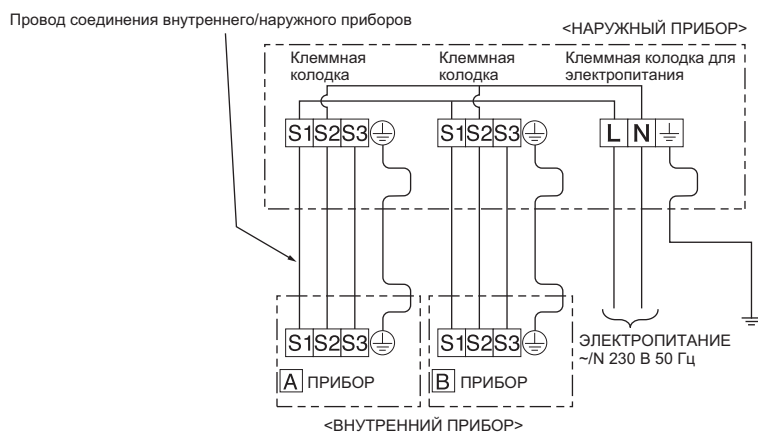 Провод соединения внутреннего/наружного приборов
<НАРУЖНЫЙ ПРИБОР>
Клеммная
колодка
Клеммная
колодка
Клеммная колодка для
электропитания
S1 S2 S3
S1 S2 S3
L N
S1 S2 S3
S1 S2 S3
A ПРИБОР
B ПРИБОР
ЭЛЕКТРОПИТАНИЕ
~/N 230 В 50 Гц
<ВНУТРЕННИЙ ПРИБОР>